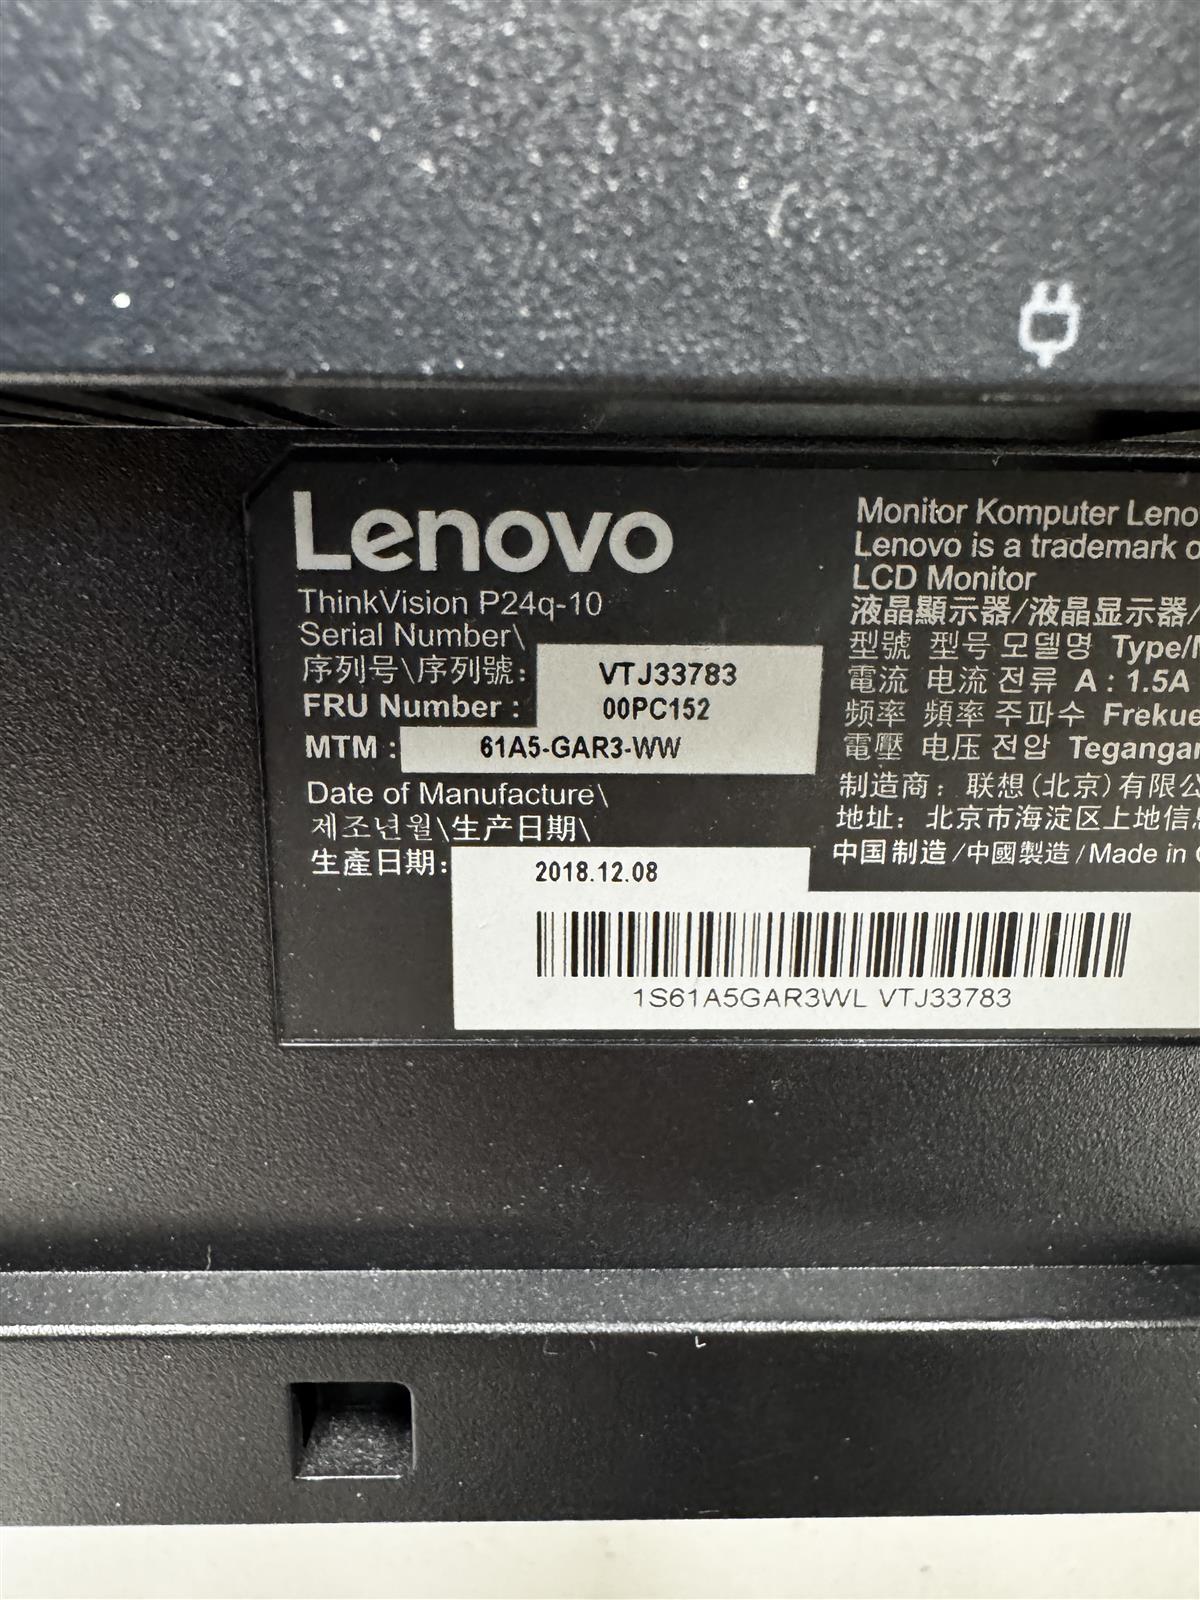 Lenovo
ThinkVision P24q-10
Serial Number\
序列号\序列號: VTJ33783
FRU Number : 00PC152
MTM : 61A5-GAR3-WW
Date of Manufacture\
제조년월\生产日期\
生產日期: 2018.12.08
1S61A5GAR3WL VTJ33783
Monitor Komputer Leno
Lenovo is a trademark o
LCD Monitor
液晶顯示器/液晶显示器/
型號 型号 모델명 Type/
電流 电流 전류 A : 1.5A
频率 頻率 주파수 Frekue
電壓 电压 전압 Tegangan
制造商: 联想(北京)有限公
地址: 北京市海淀区上地信息
中国制造/中國製造/Made in